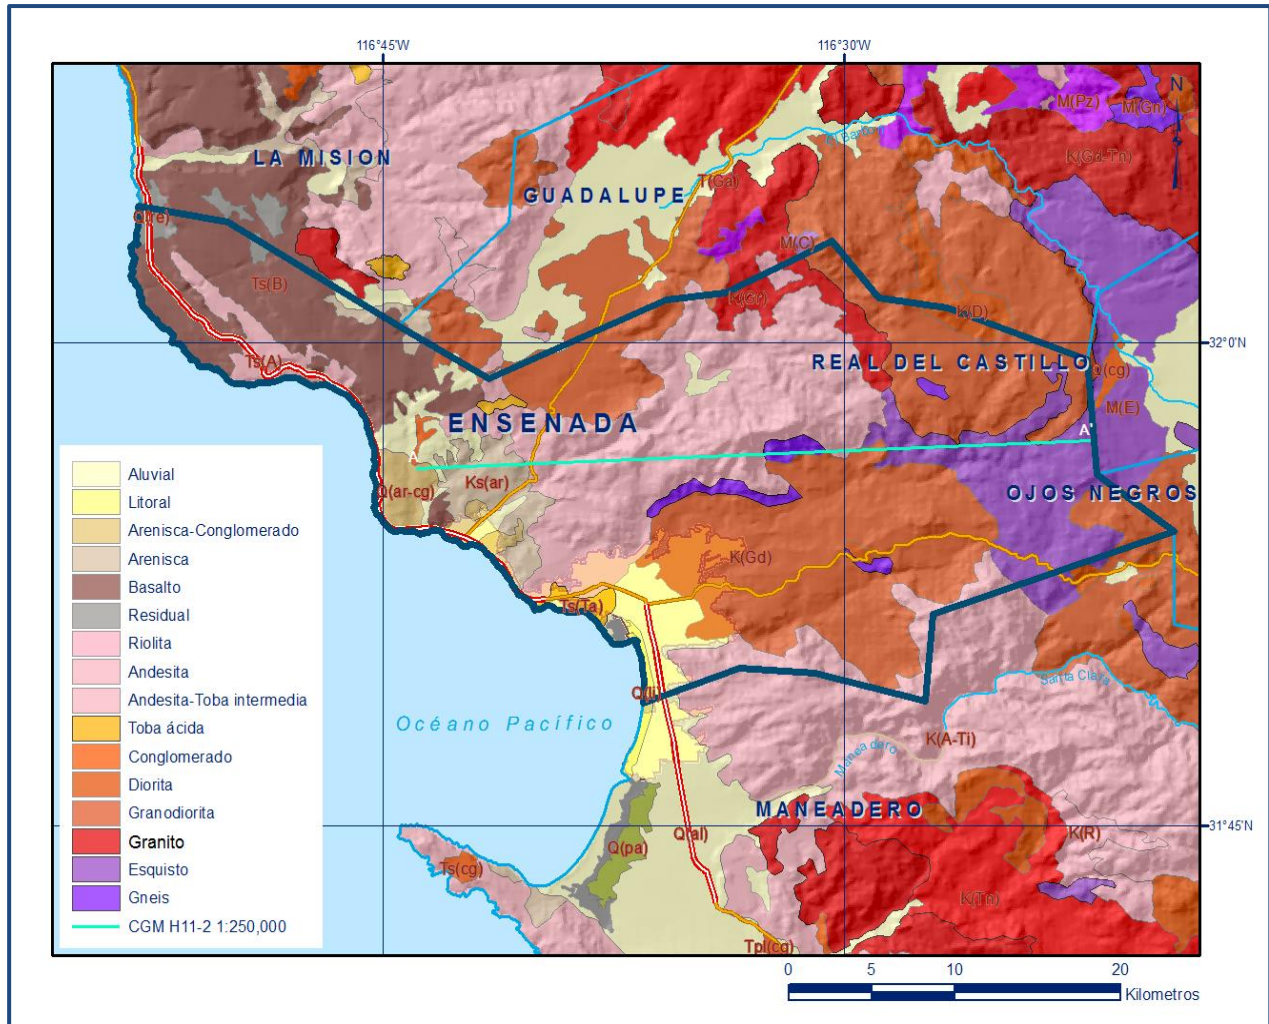 116°45'W
116°30'W
N
M(Pz)
M(Gn)
El Barbón
LA MISION
K(Gd-Tn)
T(Ga)
GUADALUPE
Q(re)
M(C)
Ts(B)
K(Gr)
K(D)
32°0'N
Ts(A)
REAL DEL CASTILLO
Q(cg)
M(E)
ENSENADA
A
A'
Ks(ar)
Q(ar-cg)
OJOS NEGROS
K(Gd)
Ts(Ta)
Santa Clara
Q(li)
Océano Pacífico
K(A-Ti)
Maneadero
MANEADERO
31°45'N
Q(al)
K(R)
Q(pa)
Ts(cg)
K(Tn)
Tpl(cg)
Aluvial
Litoral
Arenisca-Conglomerado
Arenisca
Basalto
Residual
Riolita
Andesita
Andesita-Toba intermedia
Toba ácida
Conglomerado
Diorita
Granodiorita
Granito
Esquisto
Gneis
CGM H11-2 1:250,000
0 5 10 20
Kilometros